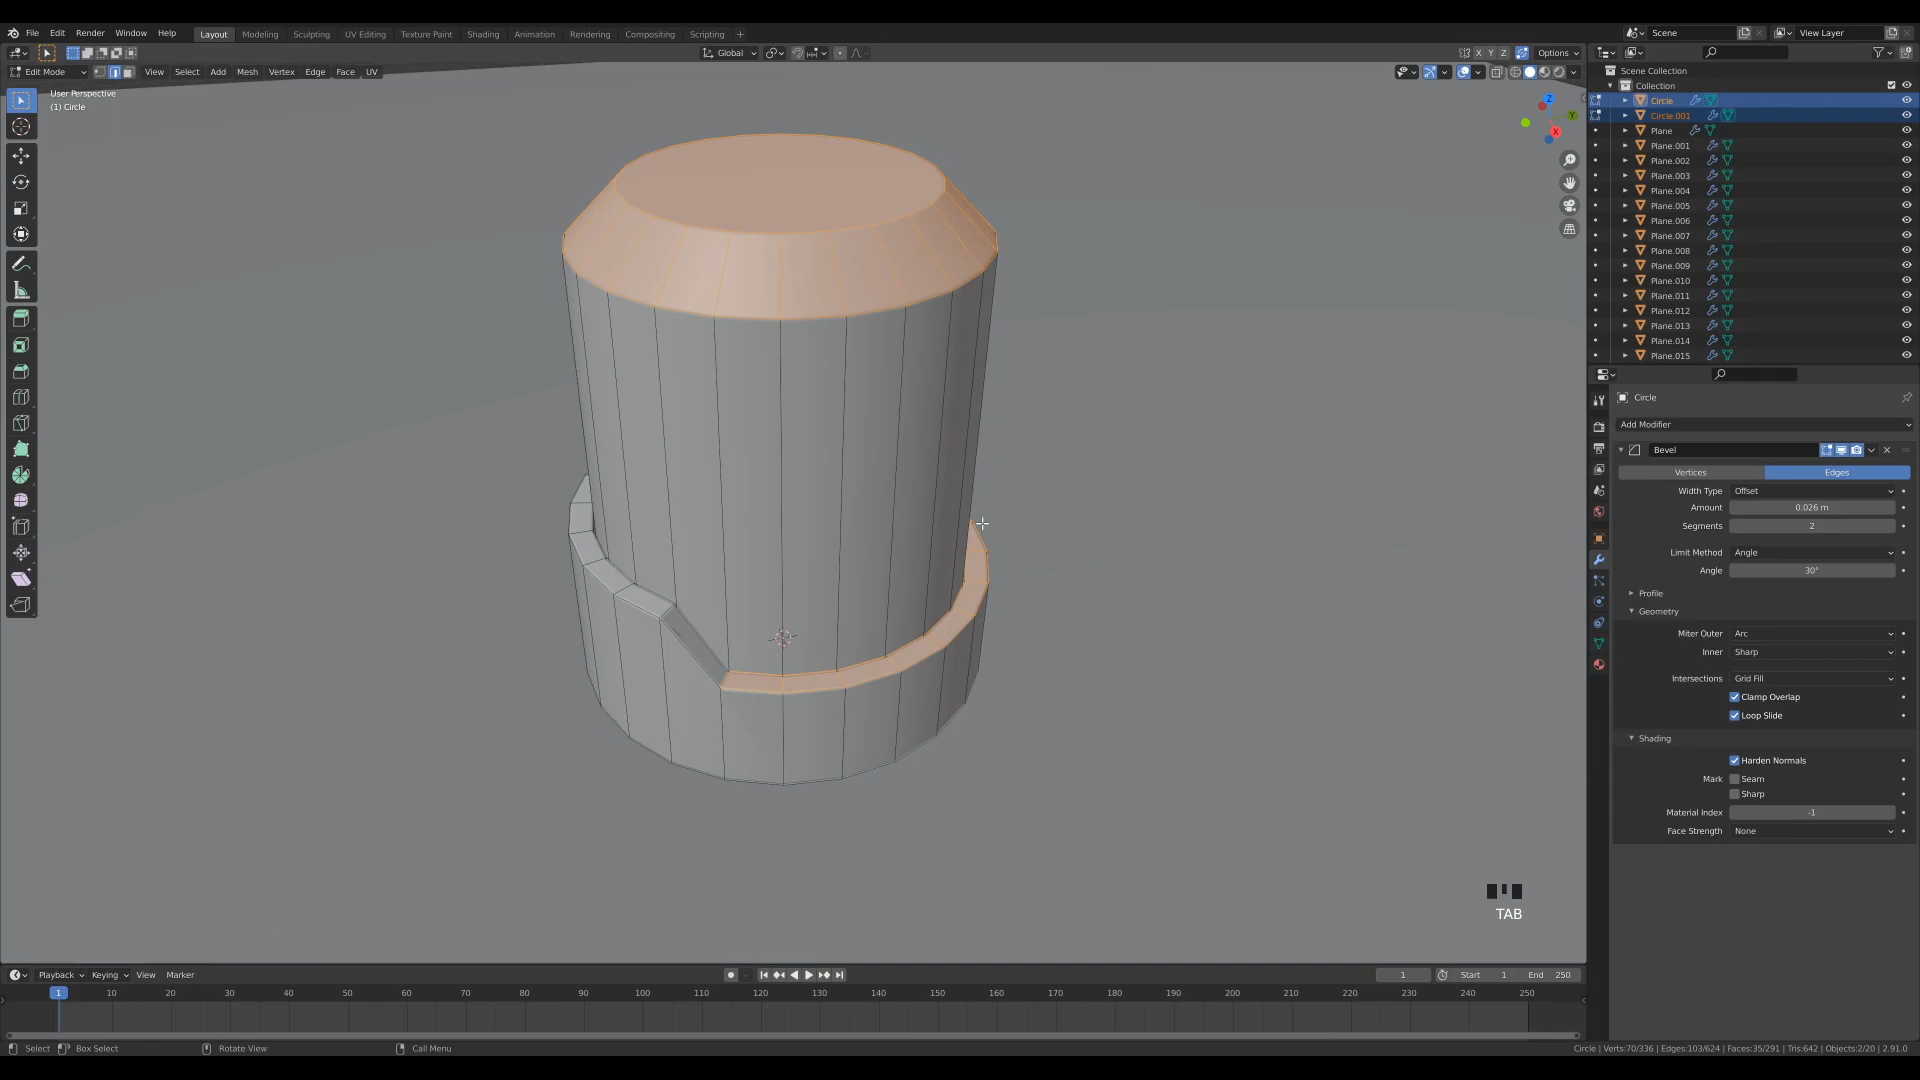 File Edit Render Window Help Layout Modeling Sculpting UV Editing Texture Paint Shading Animation Rendering Compositing Scripting + Scene View Layer
Global X Y Z Options
Edit Mode View Select Add Mesh Vertex Edge Face UV
User Perspective
(1) Circle
Z
Y
X
Scene Collection
Collection
Circle
Circle.001
Plane
Plane.001
Plane.002
Plane.003
Plane.004
Plane.005
Plane.006
Plane.007
Plane.008
Plane.009
Plane.010
Plane.011
Plane.012
Plane.013
Plane.014
Plane.015
Circle
Add Modifier
Bevel
Vertices Edges
Width Type Offset
Amount 0.026 m
Segments 2
Limit Method Angle
Angle 30°
Profile
Geometry
Miter Outer Arc
Inner Sharp
Intersections Grid Fill
Clamp Overlap
Loop Slide
Shading
Harden Normals
Mark Seam
Sharp
Material Index -1
Face Strength None
TAB
Playback Keying View Marker 1 Start 1 End 250
1 10 20 30 40 50 60 70 80 90 100 110 120 130 140 150 160 170 180 190 200 210 220 230 240 250
Select Box Select Rotate View Call Menu Circle | Verts:70/336 | Edges:103/624 | Faces:35/291 | Tris:642 | Objects:2/20 | 2.91.0